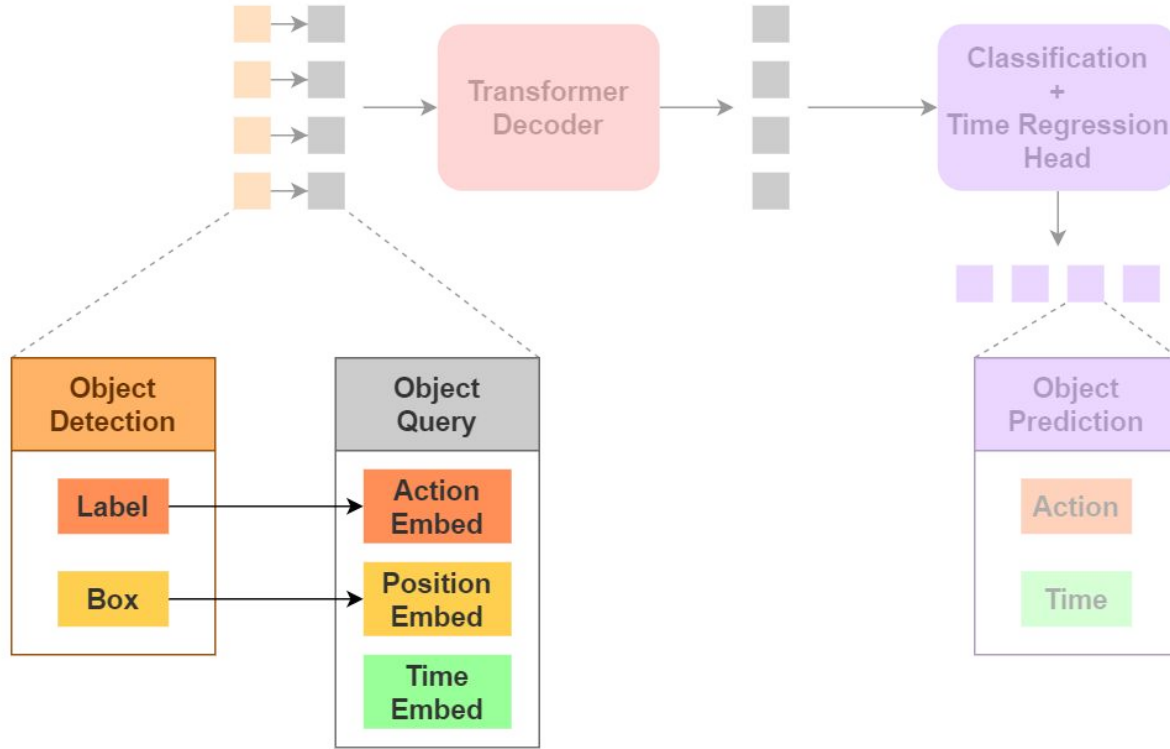 Transformer
Decoder
Classification
+
Time Regression
Head
Object
Detection
Label
Box
Object
Query
Action
Embed
Position
Embed
Time
Embed
Object
Prediction
Action
Time